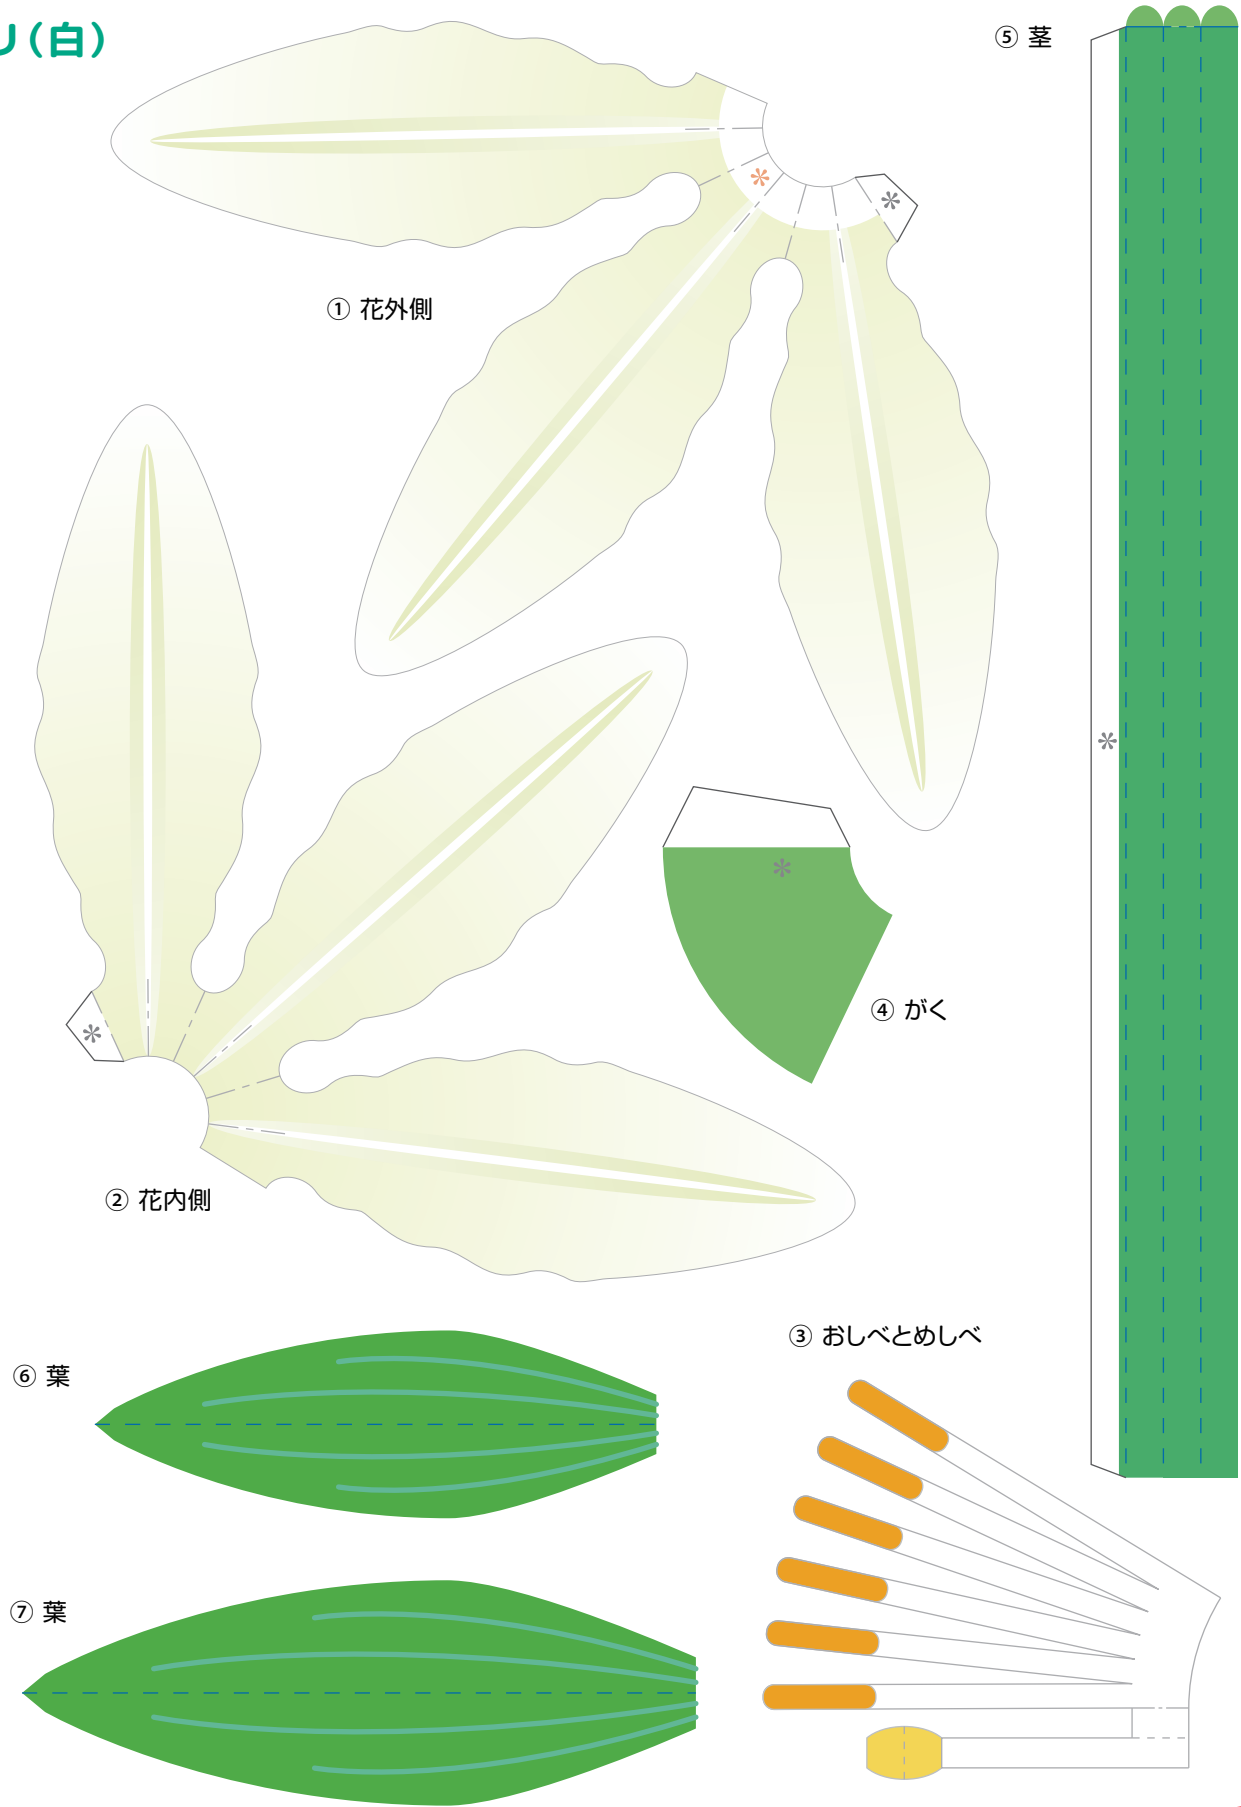 リ（白）
⑤ 茎
① 花外側
④ がく
② 花内側
③ おしべとめしべ
⑥ 葉
⑦ 葉